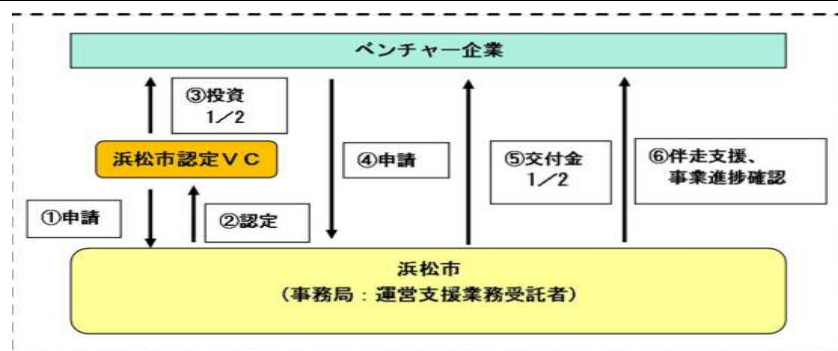 ベンチャー企業
③投資
1/2
浜松市認定VC
①申請
②認定
④申請
⑤交付金
1/2
⑥伴走支援、
事業進捗確認
浜松市
(事務局:運営支援業務受託者)